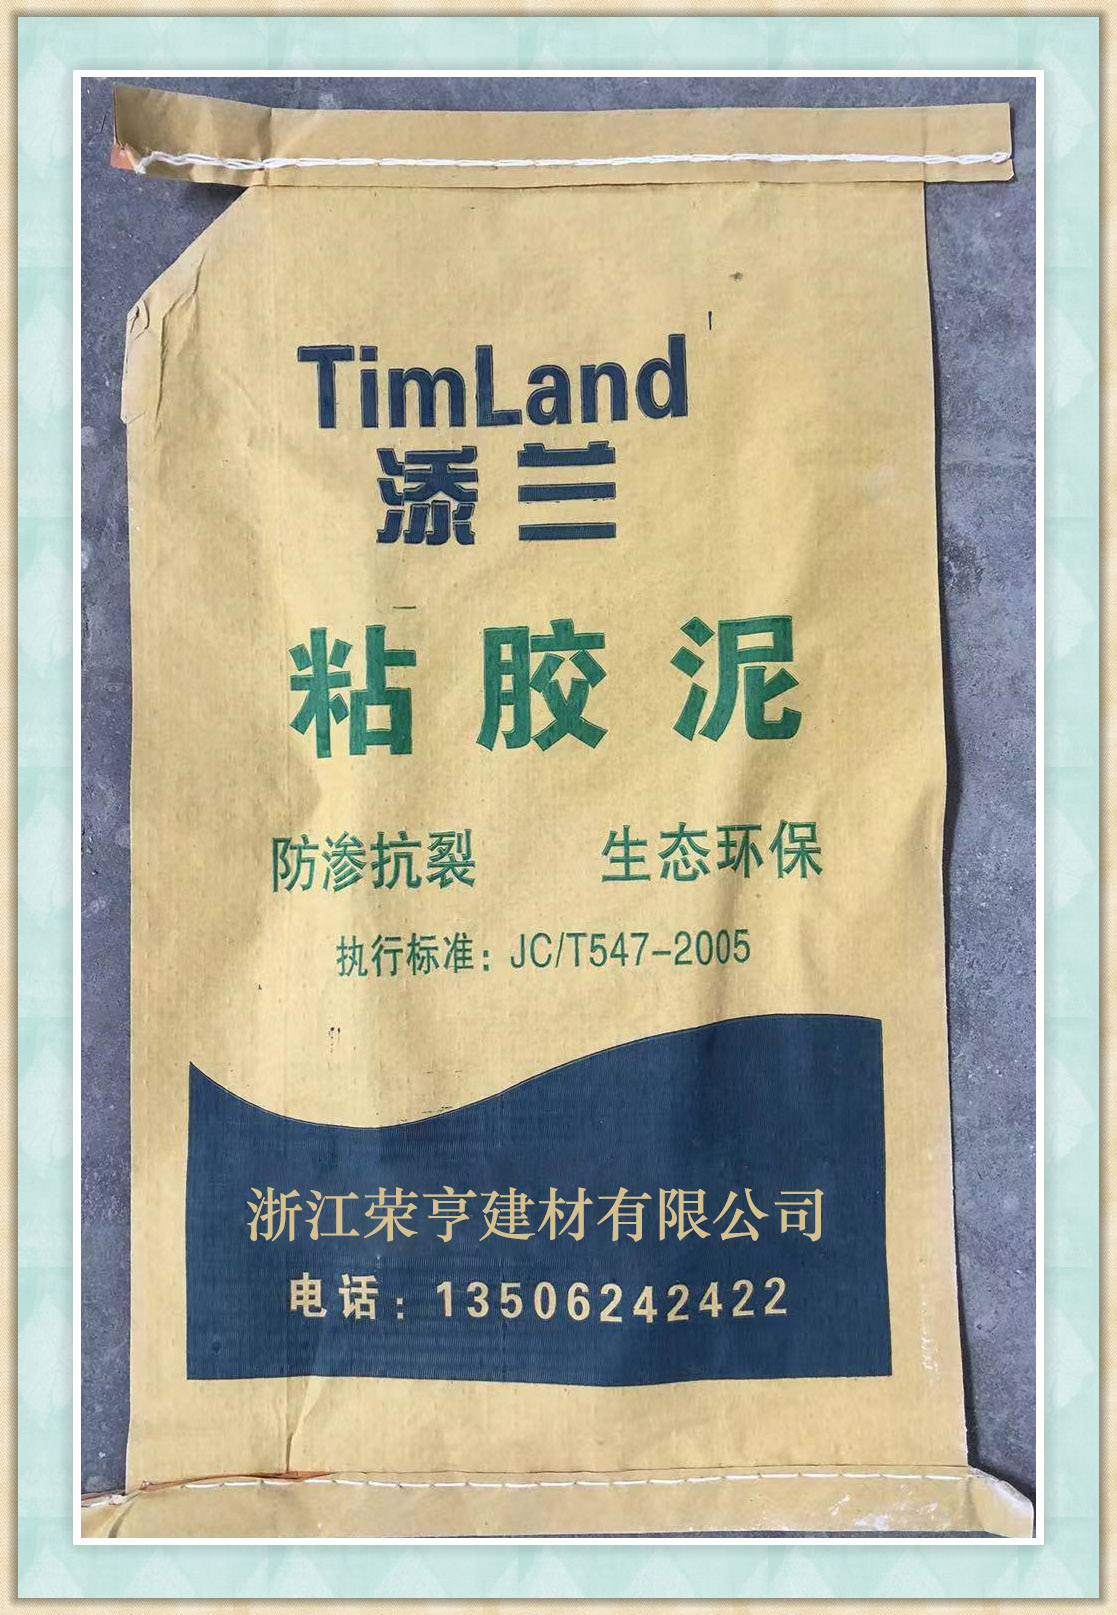 TimLand
添兰
粘胶泥
防渗抗裂 生态环保
执行标准：JC/T547-2005
浙江荣亨建材有限公司
电话：13506242422